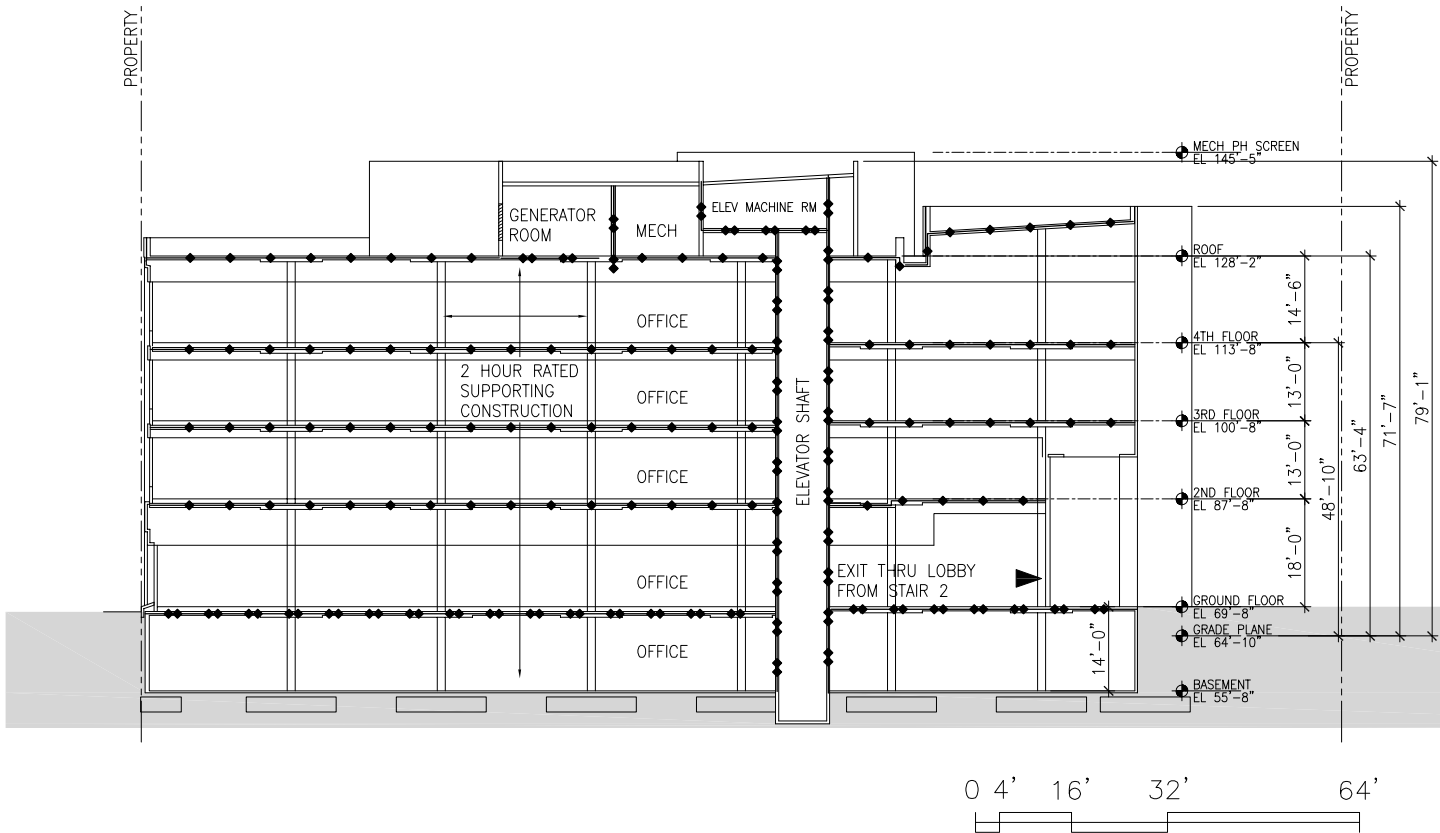 PROPERTY
PROPERTY
MECH PH SCREEN
EL 145'-5"
GENERATOR
ROOM
MECH
ELEV MACHINE RM
ROOF
EL 128'-2"
14'-6"
OFFICE
4TH FLOOR
EL 113'-8"
2 HOUR RATED
SUPPORTING
CONSTRUCTION
OFFICE
13'-0"
3RD FLOOR
EL 100'-8"
ELEVATOR SHAFT
OFFICE
13'-0"
2ND FLOOR
EL 87'-8"
48'-10"
63'-4"
71'-7"
79'-1"
OFFICE
EXIT THRU LOBBY
FROM STAIR 2
18'-0"
GROUND FLOOR
EL 69'-8"
GRADE PLANE
EL 64'-10"
OFFICE
14'-0"
BASEMENT
EL 55'-8"
0 4' 16' 32' 64'